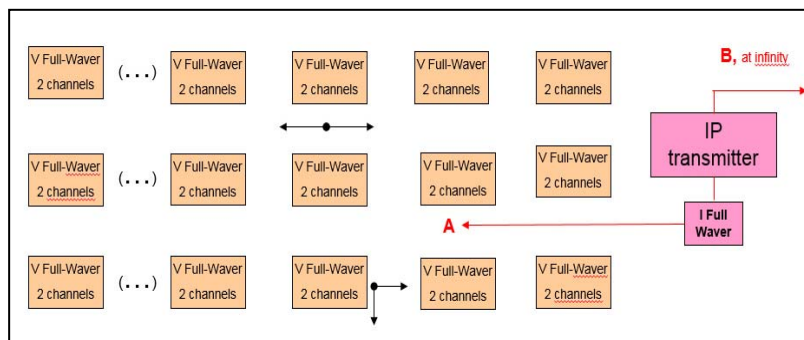 V Full-Waver
2 channels
(...)
V Full-Waver
2 channels
V Full-Waver
2 channels
V Full-Waver
2 channels
V Full-Waver
2 channels
B, at infinity
IP
transmitter
V Full-Waver
2 channels
(...)
V Full-Waver
2 channels
V Full-Waver
2 channels
V Full-Waver
2 channels
V Full-Waver
2 channels
A
I Full
Waver
V Full-Waver
2 channels
(...)
V Full-Waver
2 channels
V Full-Waver
2 channels
V Full-Waver
2 channels
V Full-Waver
2 channels